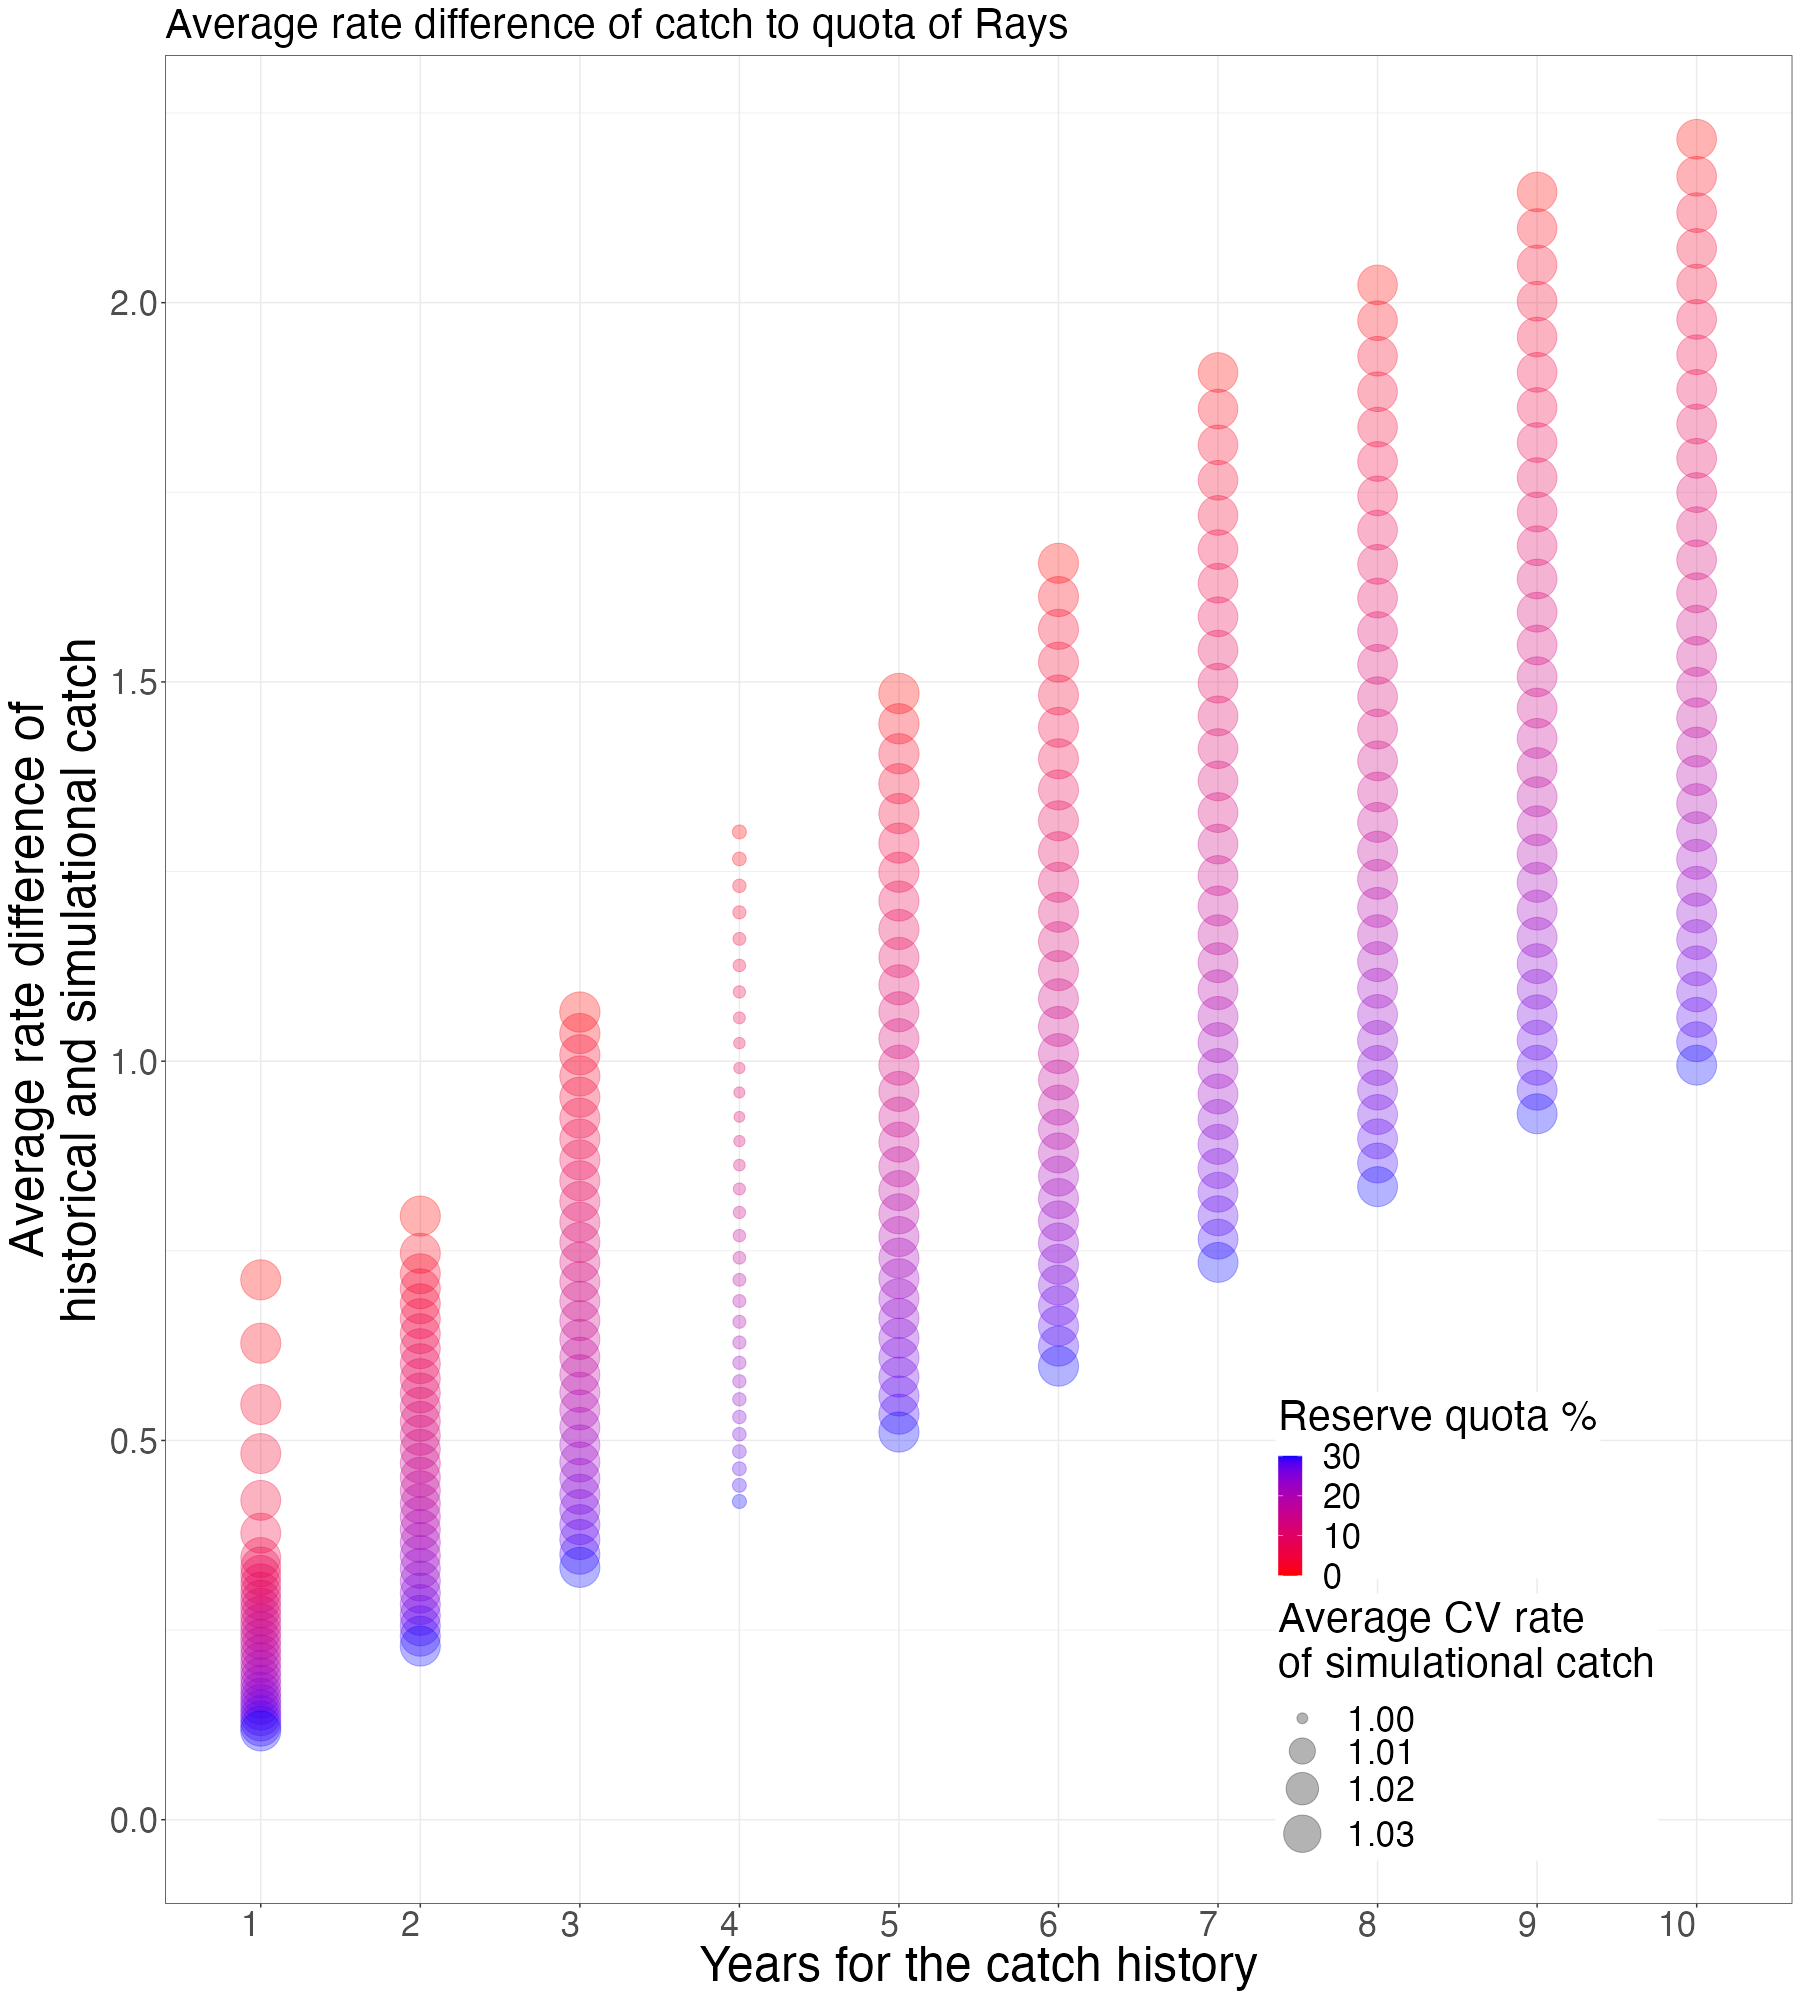 Average rate difference of catch to quota of Rays
Average rate difference of
historical and simulational catch
2.0
1.5
1.0
0.5
0.0
Reserve quota %
30
20
10
0
Average CV rate
of simulational catch
1.00
1.01
1.02
1.03
1 2 3 4 5 6 7 8 9 10
Years for the catch history